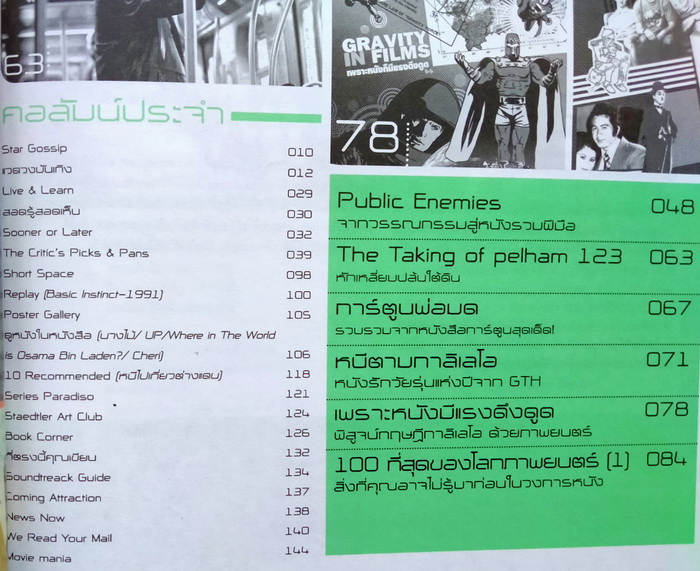 63
GRAVITY
IN FILMS
เพราะหนังมีแรงดึงดูด
78
คอลัมน์ประจำ
Star Gossip 010
แวดวงบันเทิง 012
Live & Learn 029
สอดรู้สอดเห็น 030
Sooner or Later 032
The Critic's Picks & Pans 039
Short Space 098
Replay (Basic Instinct-1991) 100
Poster Gallery 105
ดูหนังในหนังสือ (นางไม้/ UP/Where in The World
is Osama Bin Laden?/ Cheri) 106
10 Recommended (หนีไปเที่ยวต่างแดน) 118
Series Paradiso 121
Staedtler Art Club 124
Book Corner 126
ที่ตรงนี้คุณเขียน 132
Soundtreack Guide 134
Coming Attraction 137
News Now 138
We Read Your Mail 140
Movie mania 144
Public Enemies 048
จากวรรณกรรมสู่หนังรวมฝีมือ
The Taking of pelham 123 063
หักเหลี่ยมปล้นใต้ดิน
การ์ตูนพ่อมด 067
รวบรวมจากหนังสือการ์ตูนสุดเด็ด!
หนีตามกาลิเลโอ 071
หนังรักวัยรุ่นแห่งปีจาก GTH
เพราะหนังมีแรงดึงดูด 078
พิสูจน์ทฤษฎีกาลิเลโอ ด้วยภาพยนตร์
100 ที่สุดของโลกภาพยนตร์ (1) 084
สิ่งที่คุณอาจไม่รู้มาก่อนในวงการหนัง